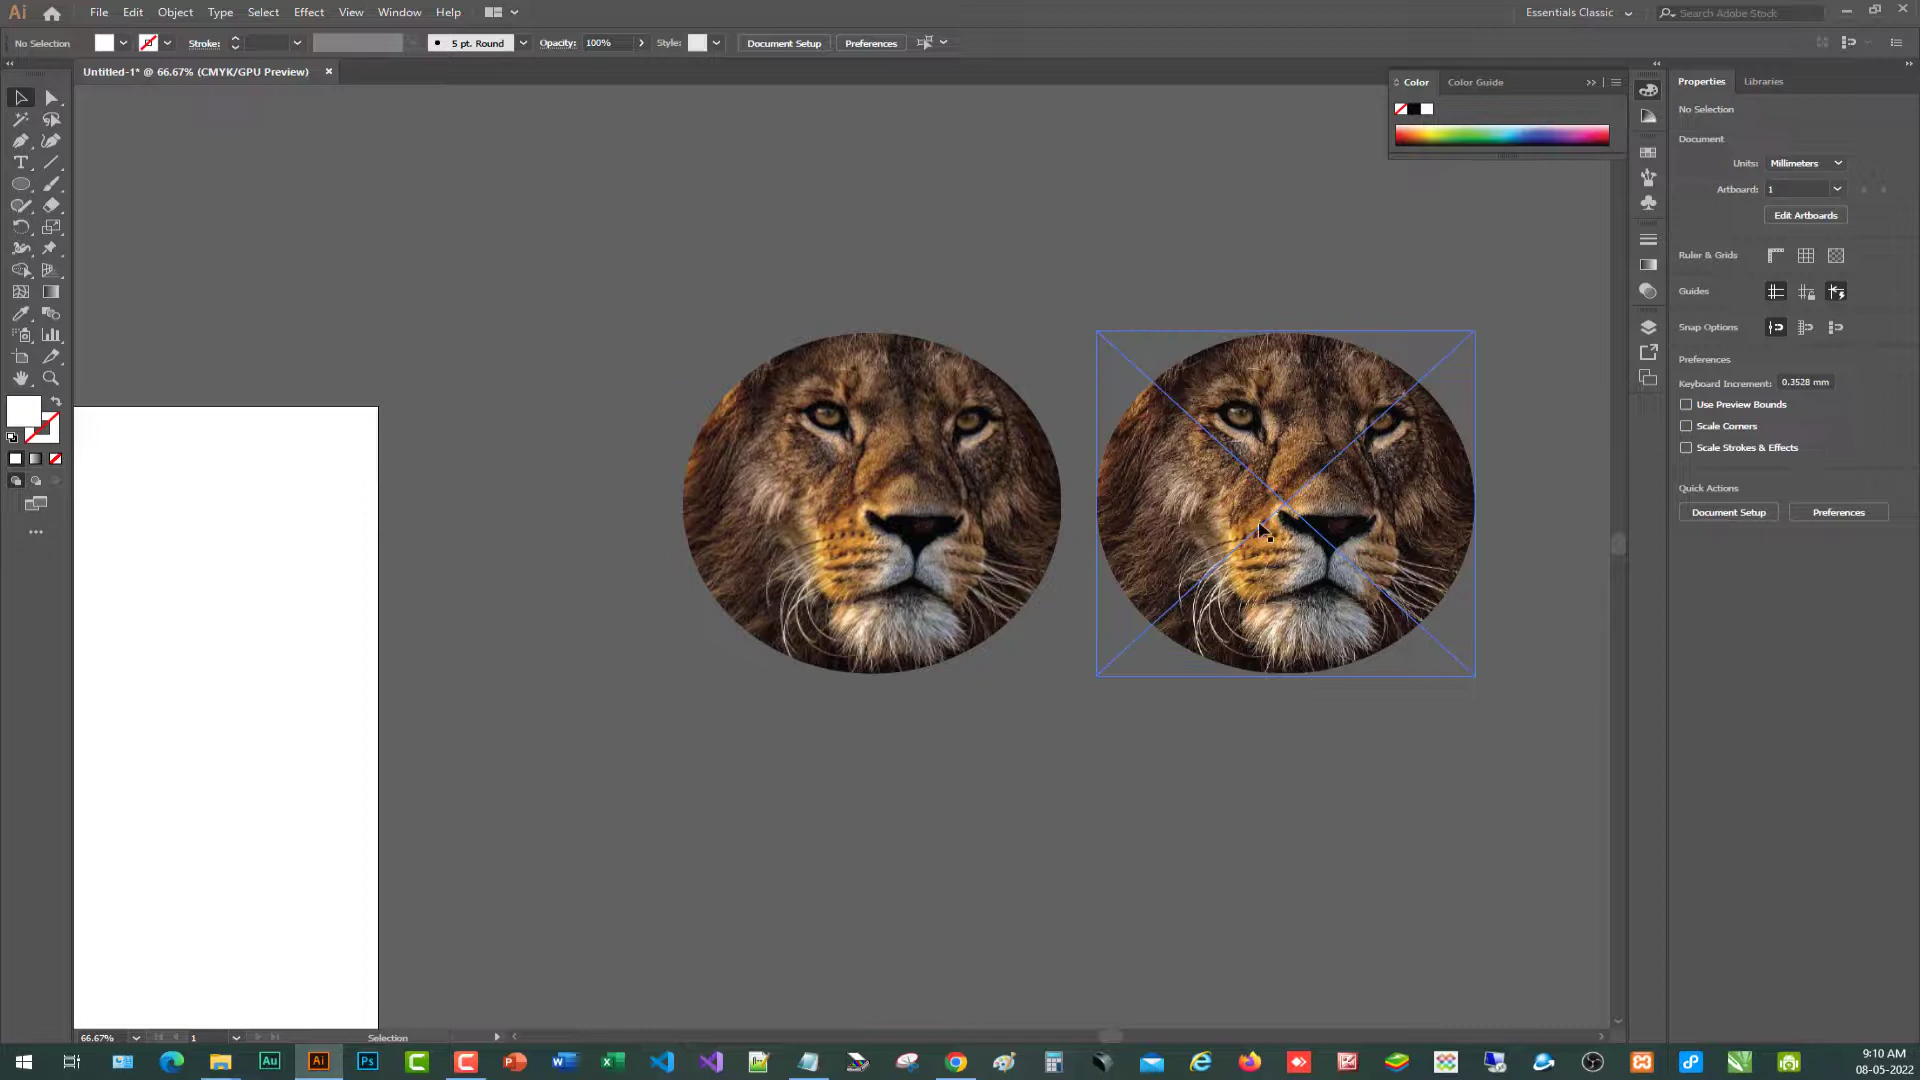 Ai File Edit Object Type Select Effect View Window Help Essentials Classic Search Adobe Stock
No Selection Stroke: 5 pt. Round Opacity: 100% Style: Document Setup Preferences
Untitled-1* @ 66.67% (CMYK/GPU Preview) ×
Color Color Guide
Properties Libraries
No Selection
Document
Units: Millimeters
Artboard: 1
Edit Artboards
Ruler & Grids
Guides
Snap Options
Preferences
Keyboard Increment: 0.3528 mm
Use Preview Bounds
Scale Corners
Scale Strokes & Effects
Quick Actions
Document Setup Preferences
66.67% 1 Selection
Au Ai Ps
9:10 AM
08-05-2022